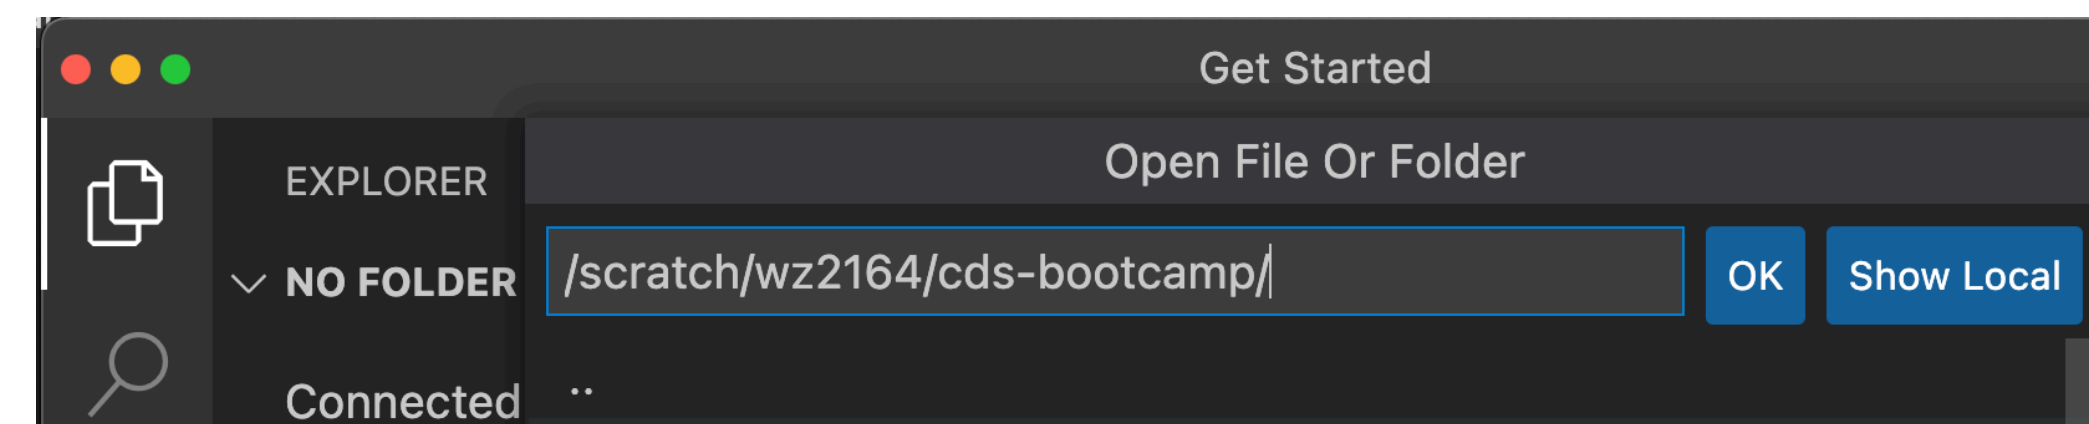 Get Started
EXPLORER
Open File Or Folder
NO FOLDER
/scratch/wz2164/cds-bootcamp/
OK
Show Local
Connected
..